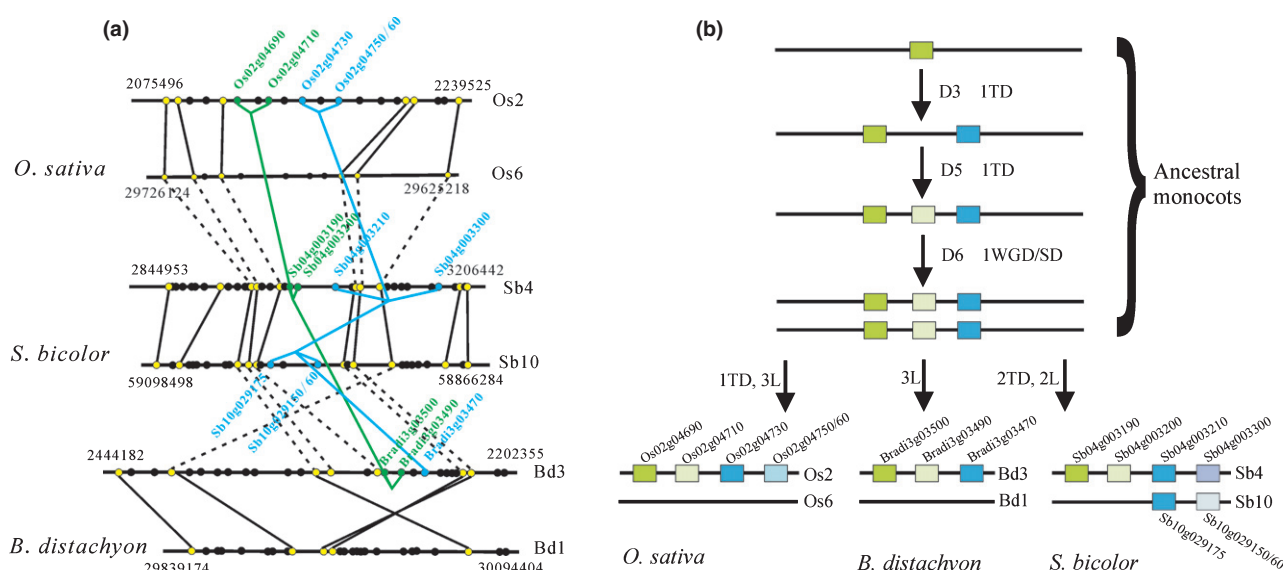 (a)
Os02g04690
Os02g04710
Os02g04730
Os02g04750/60
2075496
2239525
Os2
O. sativa
Os6
29726124
29625218
Sb04g003190
Sb04g003200
Sb04g003210
Sb04g003300
2844953
3206442
Sb4
S. bicolor
Sb10
59098498
58866284
Sb10g029175
Sb10g029150/60
Bradi3g03500
Bradi3g03490
Bradi3g03470
2444182
2202355
Bd3
B. distachyon
Bd1
29839174
30094404
(b)
D3 1TD
D5 1TD
D6 1WGD/SD
Ancestral
monocots
1TD, 3L
3L
2TD, 2L
Os02g04690
Os02g04710
Os02g04730
Os02g04750/60
Os2
Os6
O. sativa
Bradi3g03500
Bradi3g03490
Bradi3g03470
Bd3
Bd1
B. distachyon
Sb04g003190
Sb04g003200
Sb04g003210
Sb04g003300
Sb4
Sb10
Sb10g029175
Sb10g029150/60
S. bicolor